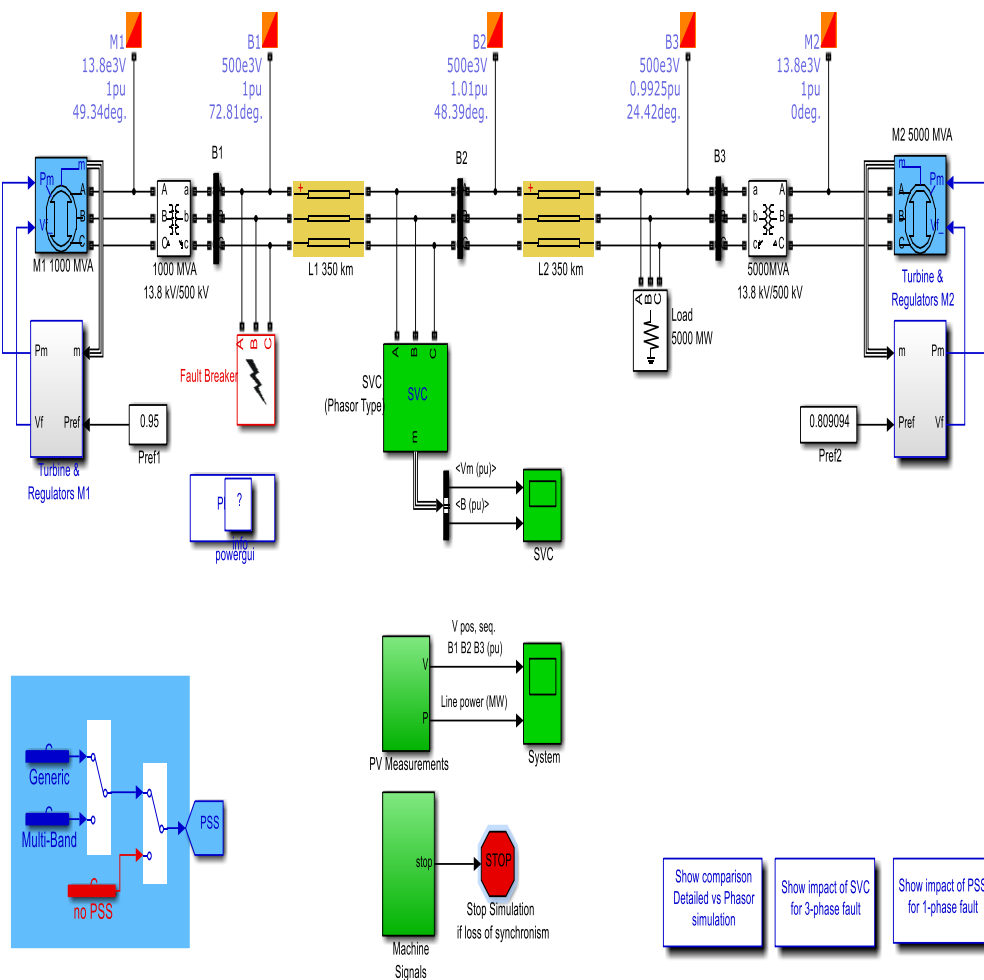 M1
13.8e3V
1pu
49.34deg.
B1
500e3V
1pu
72.81deg.
B2
500e3V
1.01pu
48.39deg.
B3
500e3V
0.9925pu
24.42deg.
M2
13.8e3V
1pu
0deg.
M2 5000 MVA
B1
B2
B3
m
Pm
Vf
A
B
C
A
B
C
a
b
c
+
+
a
b
c
A
B
C
m
A
B
C
Pm
Vf_
M1 1000 MVA
1000 MVA
13.8 kV/500 kV
L1 350 km
L2 350 km
5000MVA
13.8 kV/500 kV
Turbine &
Regulators M2
A B C
Load
5000 MW
Pm
m
Vf
Pref
0.95
Pref1
Turbine &
Regulators M1
A B C
Fault Breaker
A B C
SVC
m
SVC
(Phasor Type)
m
Pm
Pref
Vf
0.809094
Pref2
<Vm (pu)>
<B (pu)>
SVC
?
powergui
V pos, seq.
B1 B2 B3 (pu)
V
Line power (MW)
P
PV Measurements
System
Generic
Multi-Band
no PSS
PSS
stop
STOP
Stop Simulation
if loss of synchronism
Machine
Signals
Show comparison
Detailed vs Phasor
simulation
Show impact of SVC
for 3-phase fault
Show impact of PSS
for 1-phase fault